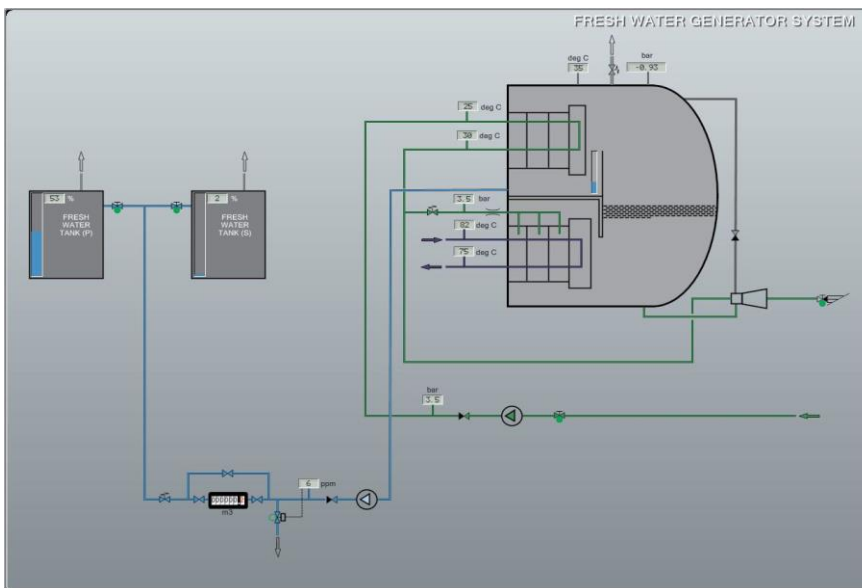 FRESH WATER GENERATOR SYSTEM
deg C
35
bar
-0.93
25 deg C
30 deg C
53 %
FRESH
WATER
TANK (P)
2 %
FRESH
WATER
TANK (S)
3.5 bar
82 deg C
75 deg C
bar
3.5
6 ppm
m3